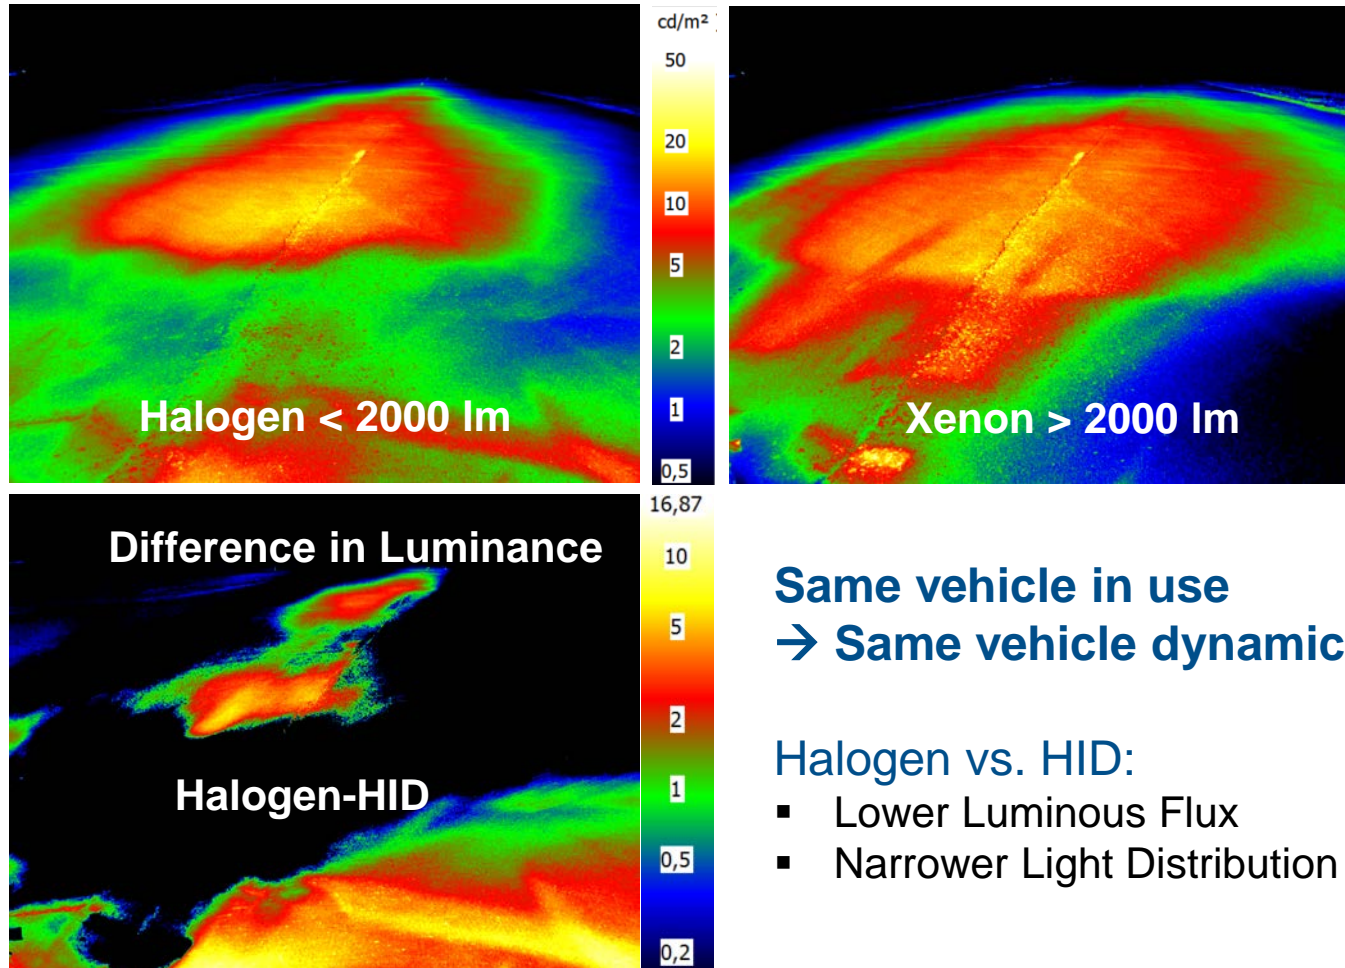 cd/m²
50
20
10
5
2
1
0,5
Halogen < 2000 lm
Xenon > 2000 lm
Difference in Luminance
Halogen-HID
16,87
10
5
2
1
0,5
0,2
Same vehicle in use
→ Same vehicle dynamic
Halogen vs. HID:
▪ Lower Luminous Flux
▪ Narrower Light Distribution